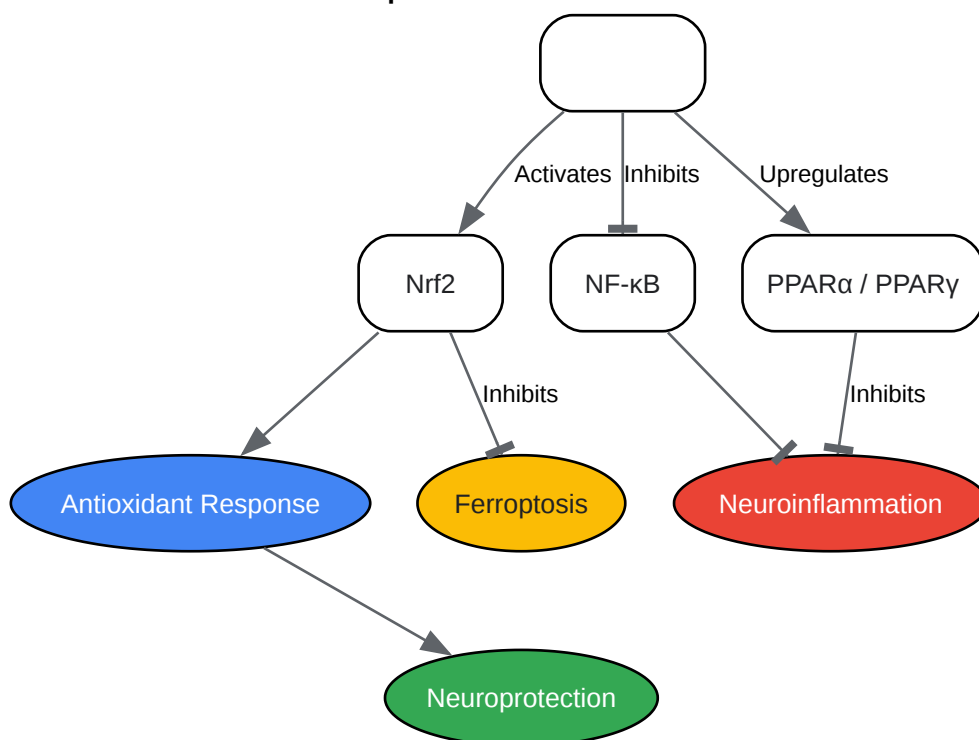 Activates
Inhibits
Upregulates
Nrf2
NF-κB
PPARα / PPARγ
Inhibits
Inhibits
Antioxidant Response
Ferroptosis
Neuroinflammation
Neuroprotection